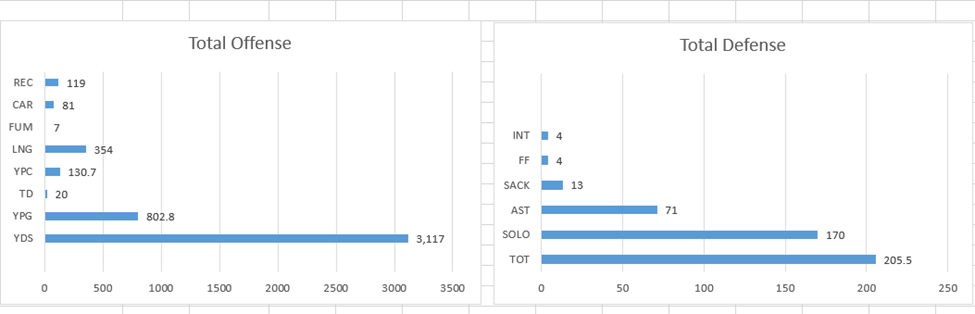 Total Offense
REC 119
CAR 81
FUM 7
LNG 354
YPC 130.7
TD 20
YPG 802.8
YDS 3,117
0 500 1000 1500 2000 2500 3000 3500
Total Defense
INT 4
FF 4
SACK 13
AST 71
SOLO 170
TOT 205.5
0 50 100 150 200 250